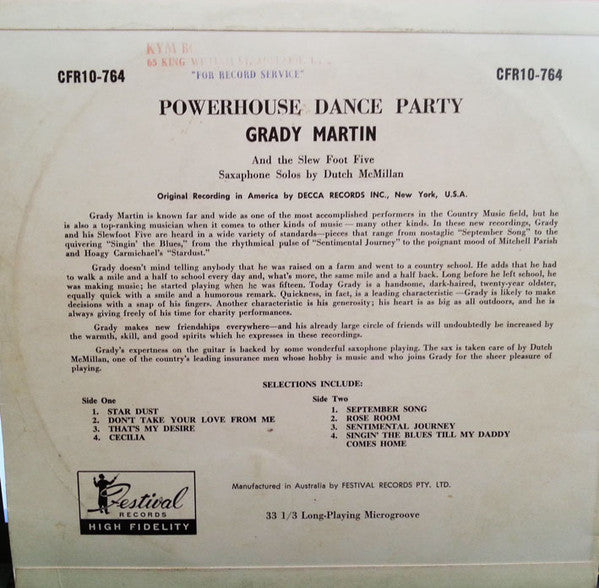 KYM
65 KING
"FOR RECORD SERVICE"
CFR10-764
CFR10-764
POWERHOUSE DANCE PARTY
GRADY MARTIN
And the Slew Foot Five
Saxophone Solos by Dutch McMillan
Original Recording in America by DECCA RECORDS INC., New York, U.S.A.
Grady Martin is known far and wide as one of the most accomplished performers in the Country Music field, but he
is also a top-ranking musician when it comes to other kinds of music — many other kinds. In these new recordings, Grady
and his Slewfoot Five are heard in a wide variety of standards—pieces that range from nostaglic "September Song" to the
quivering "Singin' the Blues," from the rhythmical pulse of "Sentimental Journey" to the poignant mood of Mitchell Parish
and Hoagy Carmichael's "Stardust."
Grady doesn't mind telling anybody that he was raised on a farm and went to a country school. He adds that he had
to walk a mile and a half to school every day and, what's more, the same mile and a half back. Long before he left school, he
was making music; he started playing when he was fifteen. Today Grady is a handsome, dark-haired, twenty-year oldster,
equally quick with a smile and a humorous remark. Quickness, in fact, is a leading characteristic —Grady is likely to make
decisions with a snap of his fingers. Another characteristic is his generosity; his heart is as big as all outdoors, and he is
always giving freely of his time for charity performances.
Grady makes new friendships everywhere—and his already large circle of friends will undoubtedly be increased by
the warmth, skill, and good spirits which he expresses in these recordings.
Grady's expertness on the guitar is backed by some wonderful saxophone playing. The sax is taken care of by Dutch
McMillan, one of the country's leading insurance men whose hobby is music and who joins Grady for the sheer pleasure of
playing.
SELECTIONS INCLUDE:
Side One
1. STAR DUST
2. DON'T TAKE YOUR LOVE FROM ME
3. THAT'S MY DESIRE
4. CECILIA
Side Two
1. SEPTEMBER SONG
2. ROSE ROOM
3. SENTIMENTAL JOURNEY
4. SINGIN' THE BLUES TILL MY DADDY
COMES HOME
Festival
RECORDS
HIGH FIDELITY
Manufactured in Australia by FESTIVAL RECORDS PTY. LTD.
33 1/3 Long-Playing Microgroove